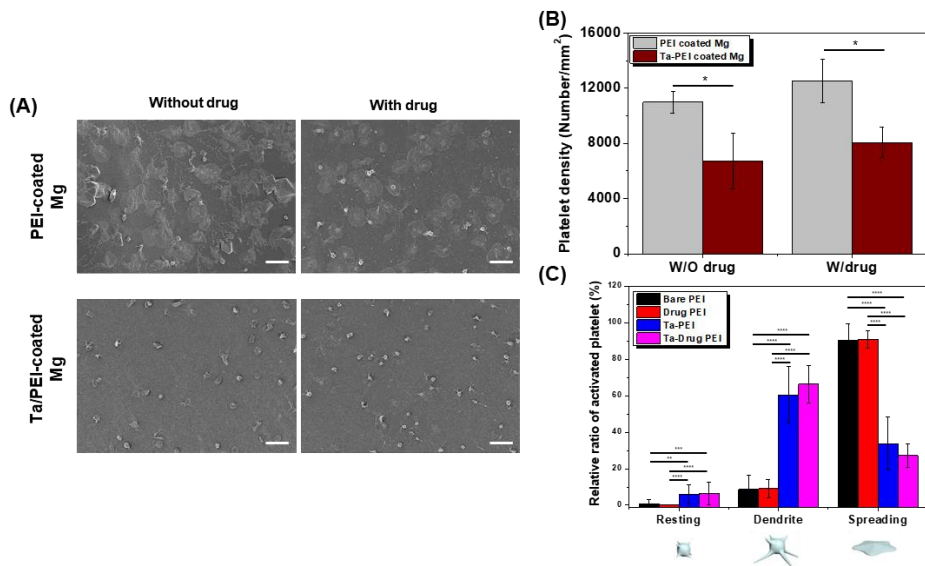 (A)
Without drug
With drug
PEI-coated
Mg
Ta/PEI-coated
Mg
(B)
Platelet density (Number/mm²)
16000
12000
8000
4000
0
PEI coated Mg
Ta-PEI coated Mg
*
*
W/O drug
W/drug
(C)
Relative ratio of activated platelet (%)
120
100
80
60
40
20
0
Bare PEI
Drug PEI
Ta-PEI
Ta-Drug PEI
***
**
****
****
****
****
****
****
****
****
****
****
****
Resting
Dendrite
Spreading